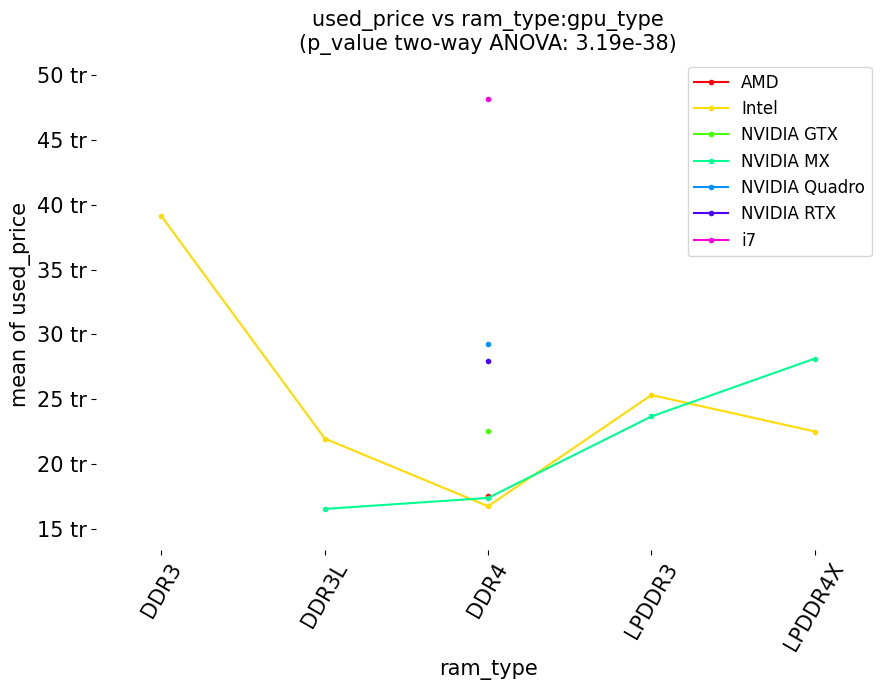 used_price vs ram_type:gpu_type
(p_value two-way ANOVA: 3.19e-38)
50 tr
45 tr
40 tr
35 tr
30 tr
25 tr
20 tr
15 tr
mean of used_price
AMD
Intel
NVIDIA GTX
NVIDIA MX
NVIDIA Quadro
NVIDIA RTX
i7
DDR3
DDR3L
DDR4
LPDDR3
LPDDR4X
ram_type